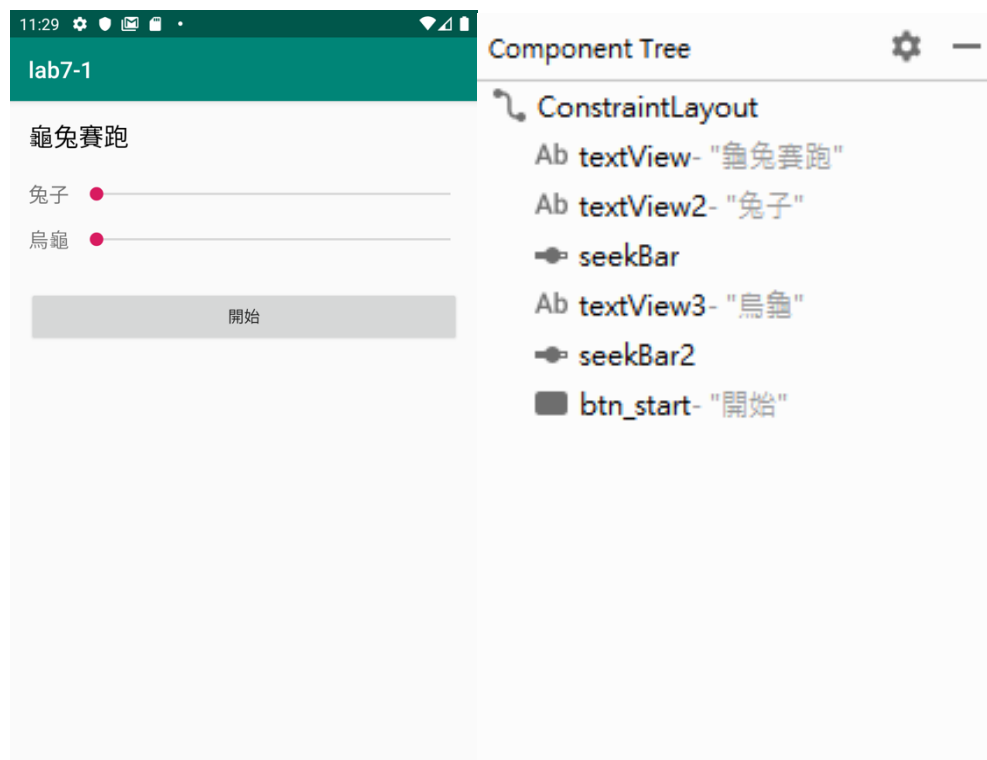 11:29
lab7-1
龜兔賽跑
兔子
烏龜
開始
Component Tree
ConstraintLayout
Ab textView- "龜兔賽跑"
Ab textView2- "兔子"
seekBar
Ab textView3- "烏龜"
seekBar2
btn_start- "開始"